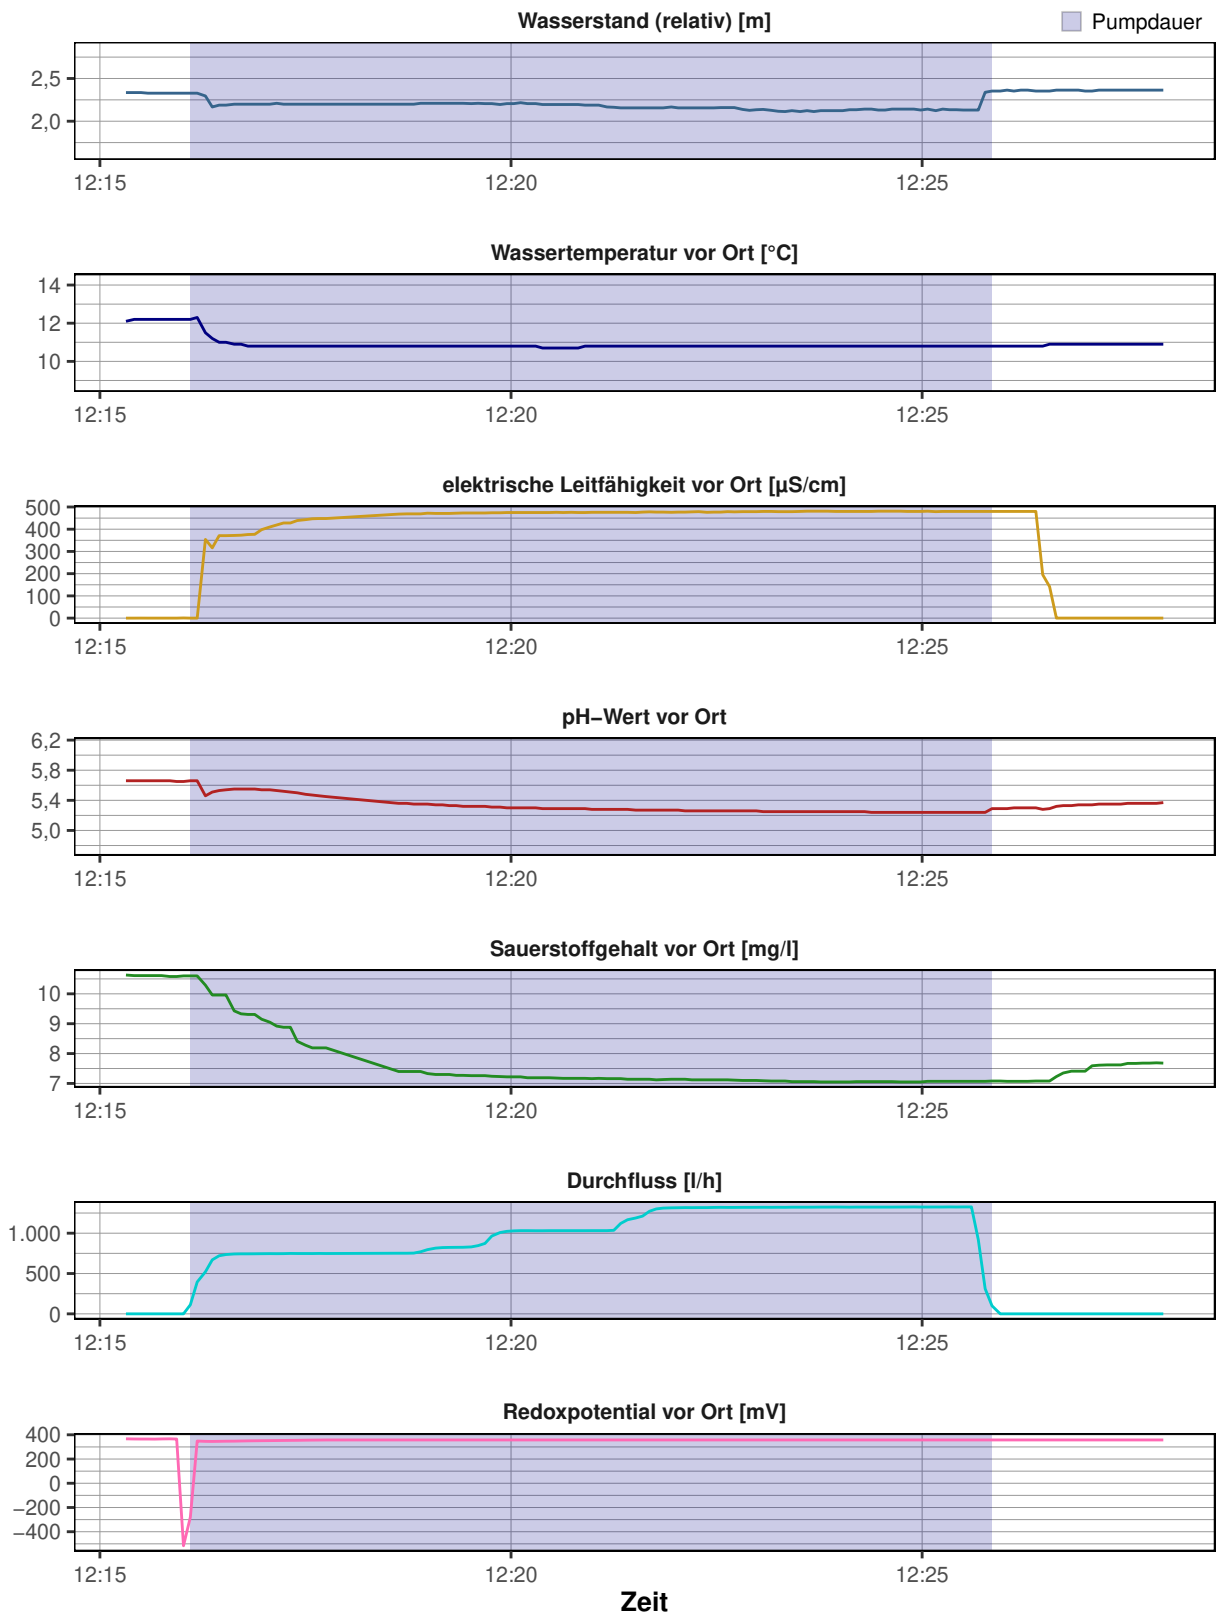 Wasserstand (relativ) [m]
Pumpdauer
2,5
2,0
12:15 12:20 12:25
Wassertemperatur vor Ort [°C]
14
12
10
12:15 12:20 12:25
elektrische Leitfähigkeit vor Ort [µS/cm]
500
400
300
200
100
0
12:15 12:20 12:25
pH−Wert vor Ort
6,2
5,8
5,4
5,0
12:15 12:20 12:25
Sauerstoffgehalt vor Ort [mg/l]
10
9
8
7
12:15 12:20 12:25
Durchfluss [l/h]
1.000
500
0
12:15 12:20 12:25
Redoxpotential vor Ort [mV]
400
200
0
−200
−400
12:15 12:20 12:25
Zeit